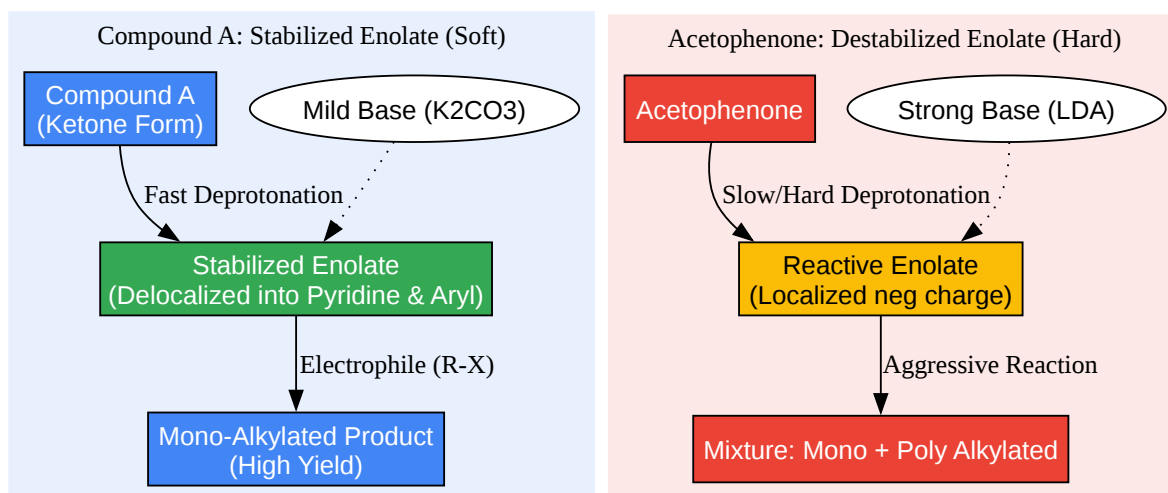 Compound A: Stabilized Enolate (Soft)
Compound A
(Ketone Form)
Mild Base (K2CO3)
Fast Deprotonation
Stabilized Enolate
(Delocalized into Pyridine & Aryl)
Electrophile (R-X)
Mono-Alkylated Product
(High Yield)
Acetophenone: Destabilized Enolate (Hard)
Acetophenone
Strong Base (LDA)
Slow/Hard Deprotonation
Reactive Enolate
(Localized neg charge)
Aggressive Reaction
Mixture: Mono + Poly Alkylated